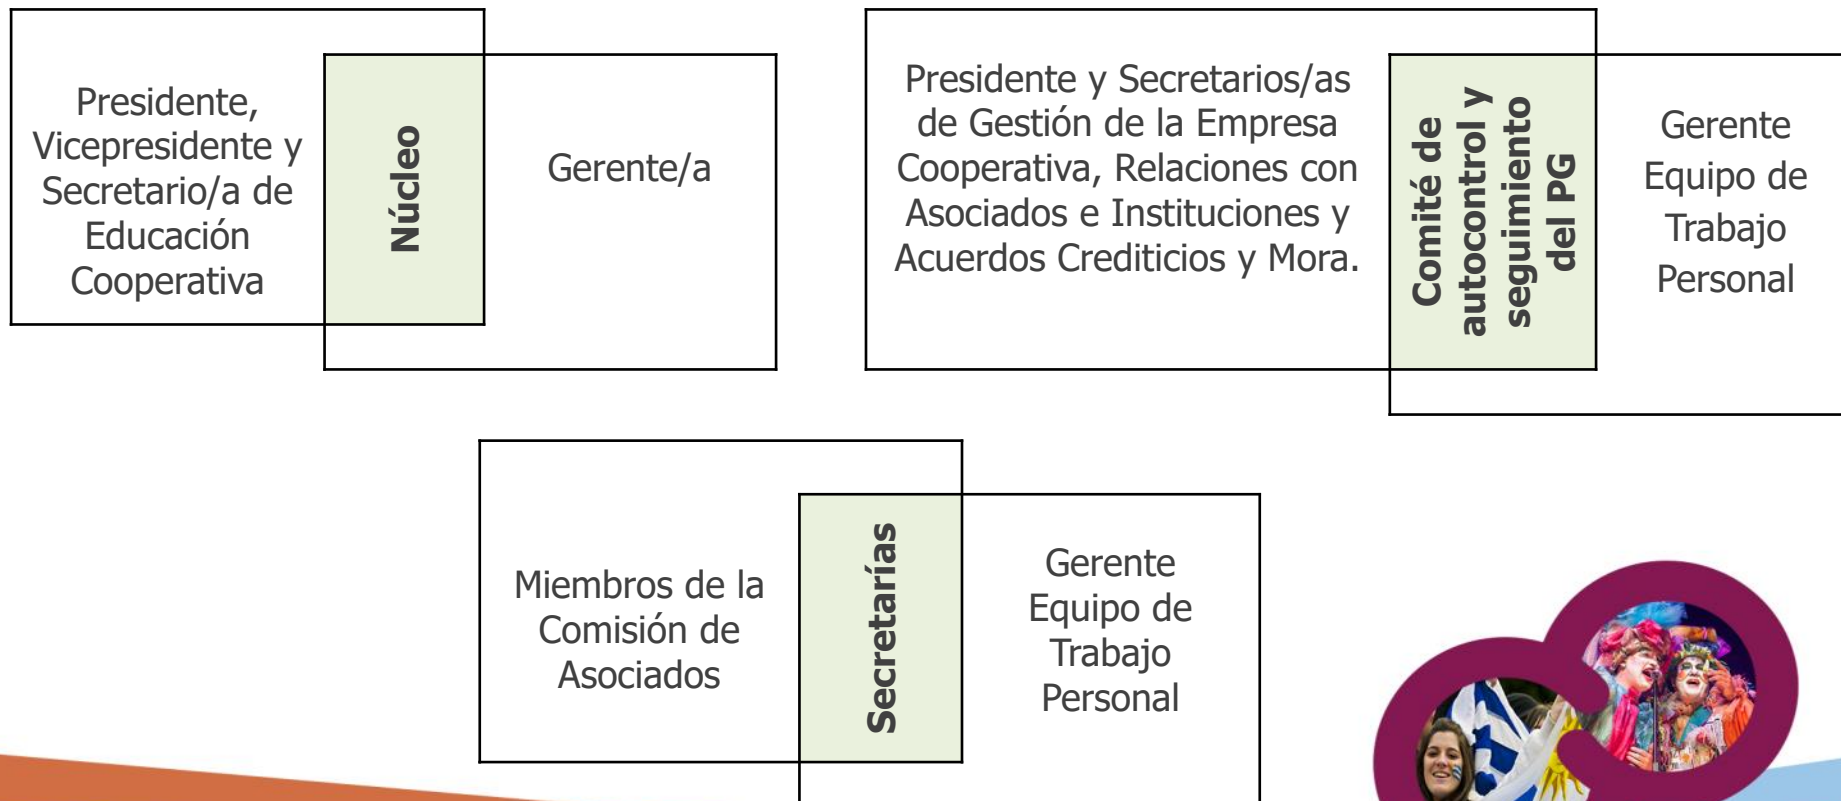 Presidente,
Vicepresidente y
Secretario/a de
Educación
Cooperativa
Núcleo
Gerente/a
Presidente y Secretarios/as
de Gestión de la Empresa
Cooperativa, Relaciones con
Asociados e Instituciones y
Acuerdos Crediticios y Mora.
Comité de
autocontrol y
seguimiento
del PG
Gerente
Equipo de
Trabajo
Personal
Miembros de la
Comisión de
Asociados
Secretarías
Gerente
Equipo de
Trabajo
Personal